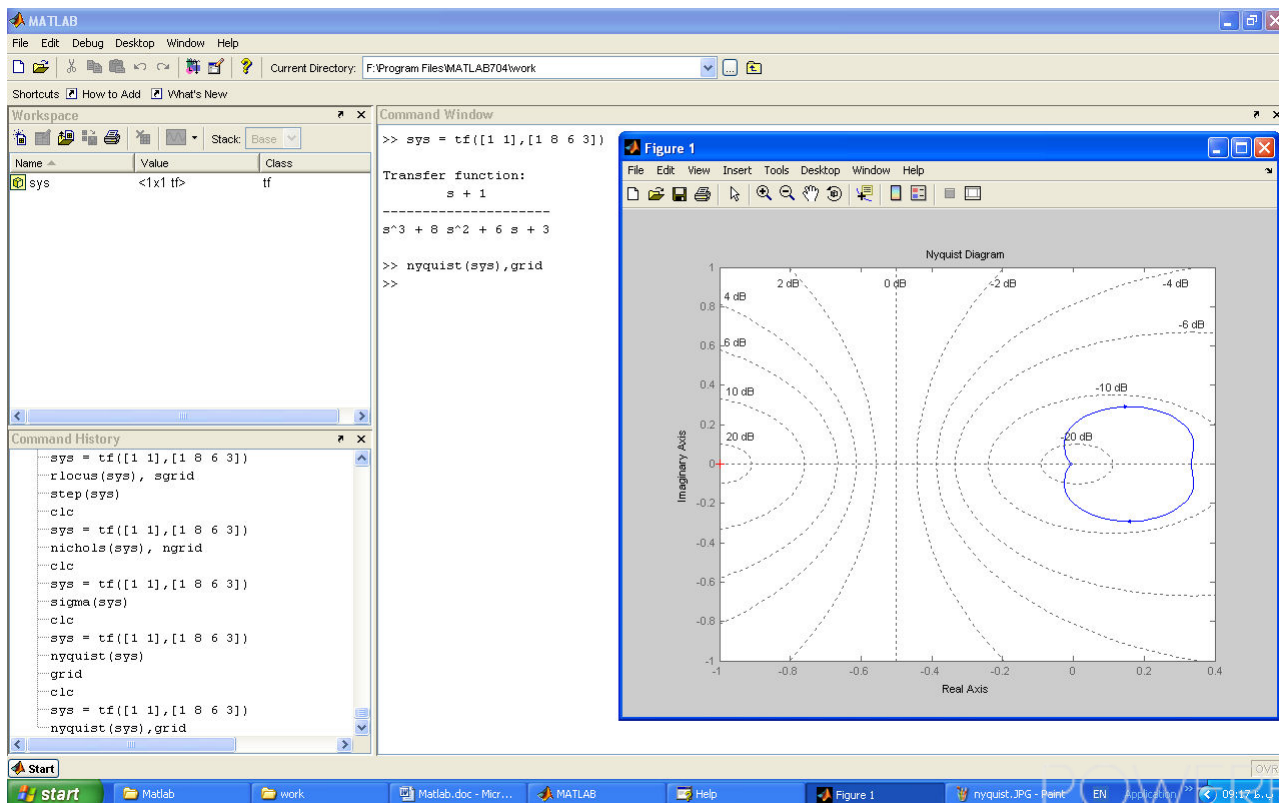 MATLAB
File Edit Debug Desktop Window Help
Current Directory: F:\Program Files\MATLAB704\work
Shortcuts How to Add What's New
Workspace
Stack: Base
Name Value Class
sys <1x1 tf> tf
Command History
sys = tf([1 1],[1 8 6 3])
rlocus(sys), sgrid
step(sys)
clc
sys = tf([1 1],[1 8 6 3])
nichols(sys), ngrid
clc
sys = tf([1 1],[1 8 6 3])
sigma(sys)
clc
sys = tf([1 1],[1 8 6 3])
nyquist(sys)
grid
clc
sys = tf([1 1],[1 8 6 3])
nyquist(sys),grid
Command Window
>> sys = tf([1 1],[1 8 6 3])
Transfer function:
s + 1
---------------------
s^3 + 8 s^2 + 6 s + 3
>> nyquist(sys),grid
>>
Figure 1
File Edit View Insert Tools Desktop Window Help
Nyquist Diagram
1
0.8
0.6
0.4
0.2
0
-0.2
-0.4
-0.6
-0.8
-1
Imaginary Axis
2 dB 0 dB -2 dB -4 dB
4 dB
-6 dB
6 dB
-10 dB
10 dB
20 dB -20 dB
-1 -0.8 -0.6 -0.4 -0.2 0 0.2 0.4
Real Axis
Start
OVR
start Matlab work Matlab.doc - Micr... MATLAB Help Figure 1 nyquist.JPG - Paint EN Application >> 09:17 ب.ظ